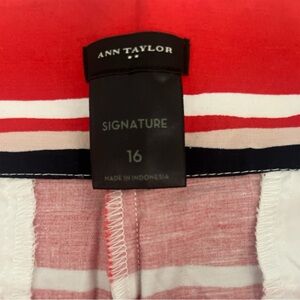 ANN TAYLOR
SIGNATURE
16
MADE IN INDONESIA